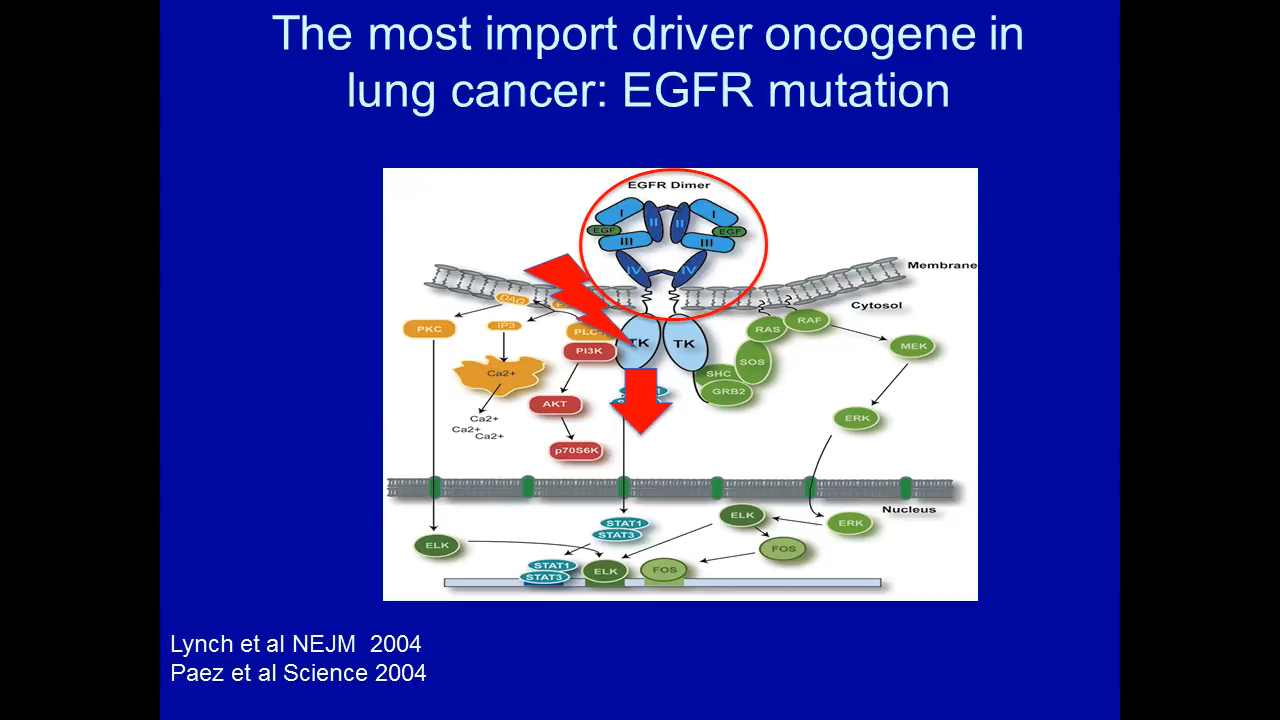 The most import driver oncogene in
lung cancer: EGFR mutation
EGFR Dimer
I
I
II
II
EGF
EGF
III
III
IV
IV
Membrane
DAG
Cytosol
PKC
IP3
PLC-
RAS
RAF
TK
TK
PI3K
MEK
SOS
Ca2+
SHC
GRB2
AKT
ERK
Ca2+
Ca2+
Ca2+
p70S6K
Nucleus
STAT1
STAT3
ELK
ERK
ELK
FOS
STAT1
STAT3
ELK
FOS
Lynch et al NEJM  2004
Paez et al Science 2004